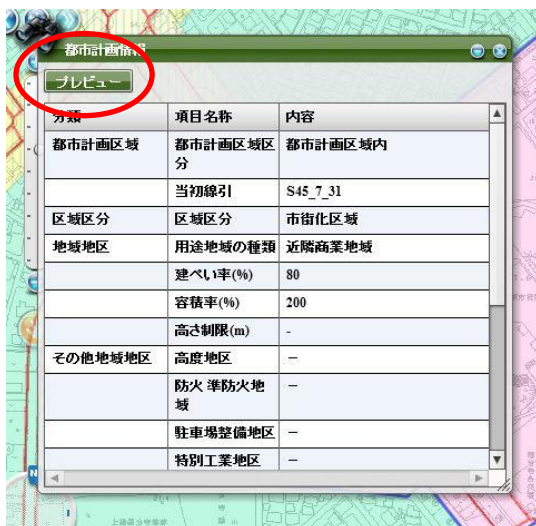 都市計画情報
プレビュー
分類 項目名称 内容
都市計画区域 都市計画区域区分 都市計画区域内
当初線引 S45_7_31
区域区分 区域区分 市街化区域
地域地区 用途地域の種類 近隣商業地域
建ぺい率(%) 80
容積率(%) 200
高さ制限(m) -
その他地域地区 高度地区 −
防火 準防火地域 −
駐車場整備地区 −
特別工業地区 −